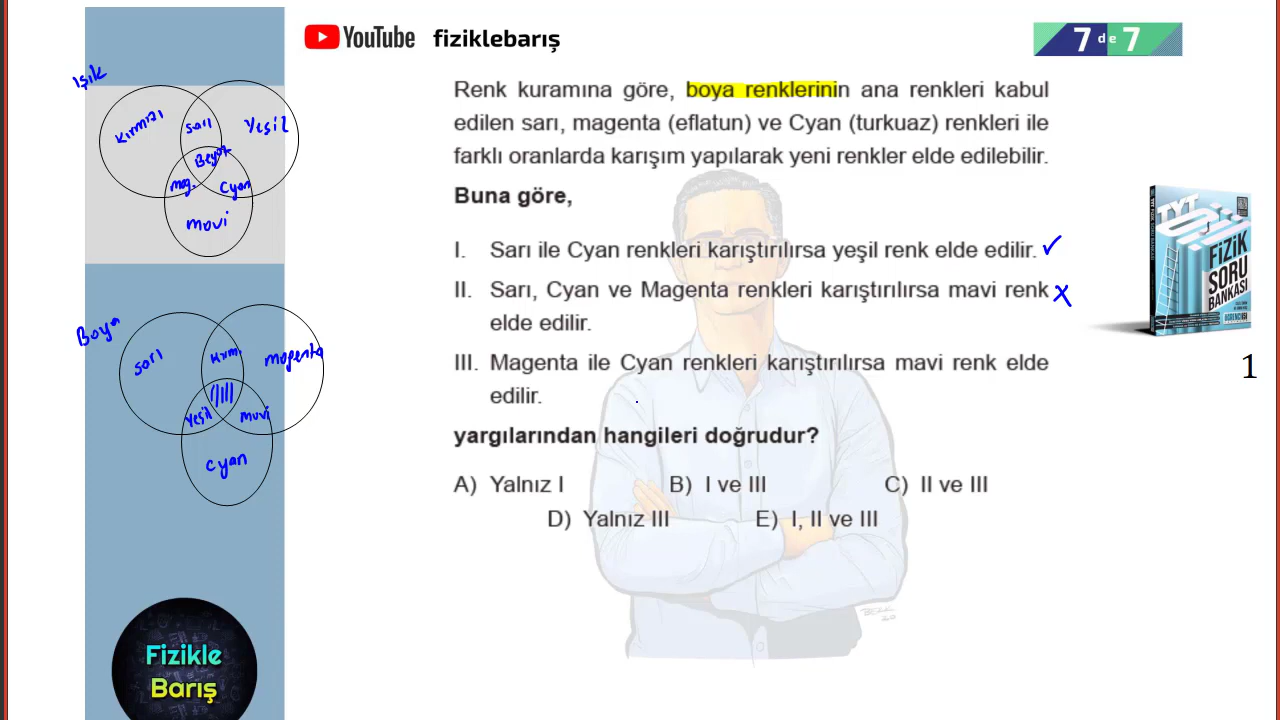 YouTube fiziklebarış
7 de 7
Işık
Kırmızı
sarı
Yeşil
Beyaz
mag.
Cyan
mavi
Boya
sarı
Kırm.
magenta
Yeşil
mavi
Cyan
Fizikle
Barış
Renk kuramına göre, boya renklerinin ana renkleri kabul
edilen sarı, magenta (eflatun) ve Cyan (turkuaz) renkleri ile
farklı oranlarda karışım yapılarak yeni renkler elde edilebilir.
Buna göre,
I. Sarı ile Cyan renkleri karıştırılırsa yeşil renk elde edilir.
II. Sarı, Cyan ve Magenta renkleri karıştırılırsa mavi renk
elde edilir.
III. Magenta ile Cyan renkleri karıştırılırsa mavi renk elde
edilir.
yargılarından hangileri doğrudur?
A) Yalnız I B) I ve III C) II ve III
D) Yalnız III E) I, II ve III
TYT
FİZİK
SORU
BANKASI
1